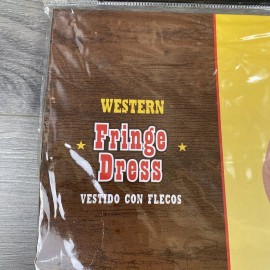 WESTERN
Fringe
Dress
VESTIDO CON FLECOS